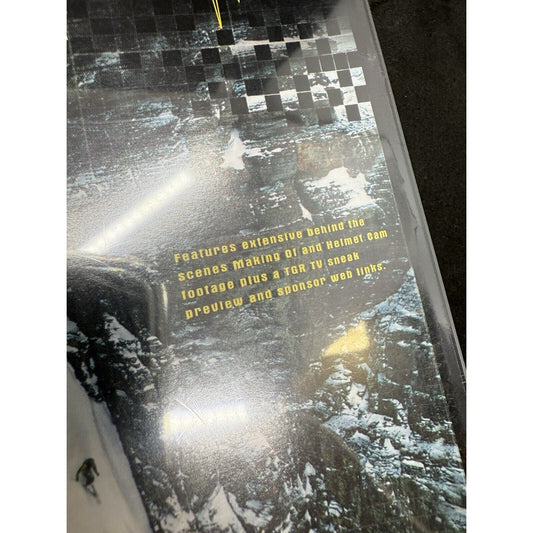 Features extensive behind the
scenes Making Of and Helmet Cam
footage plus a TGR TV sneak
preview and sponsor web links.